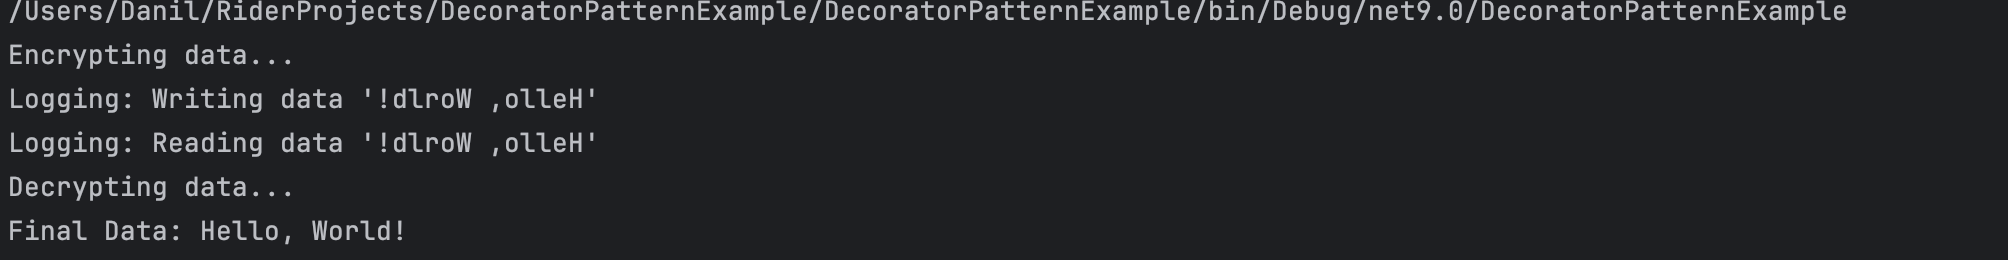 /Users/Danil/RiderProjects/DecoratorPatternExample/DecoratorPatternExample/bin/Debug/net9.0/DecoratorPatternExample
Encrypting data...
Logging: Writing data '!dlroW ,olleH'
Logging: Reading data '!dlroW ,olleH'
Decrypting data...
Final Data: Hello, World!